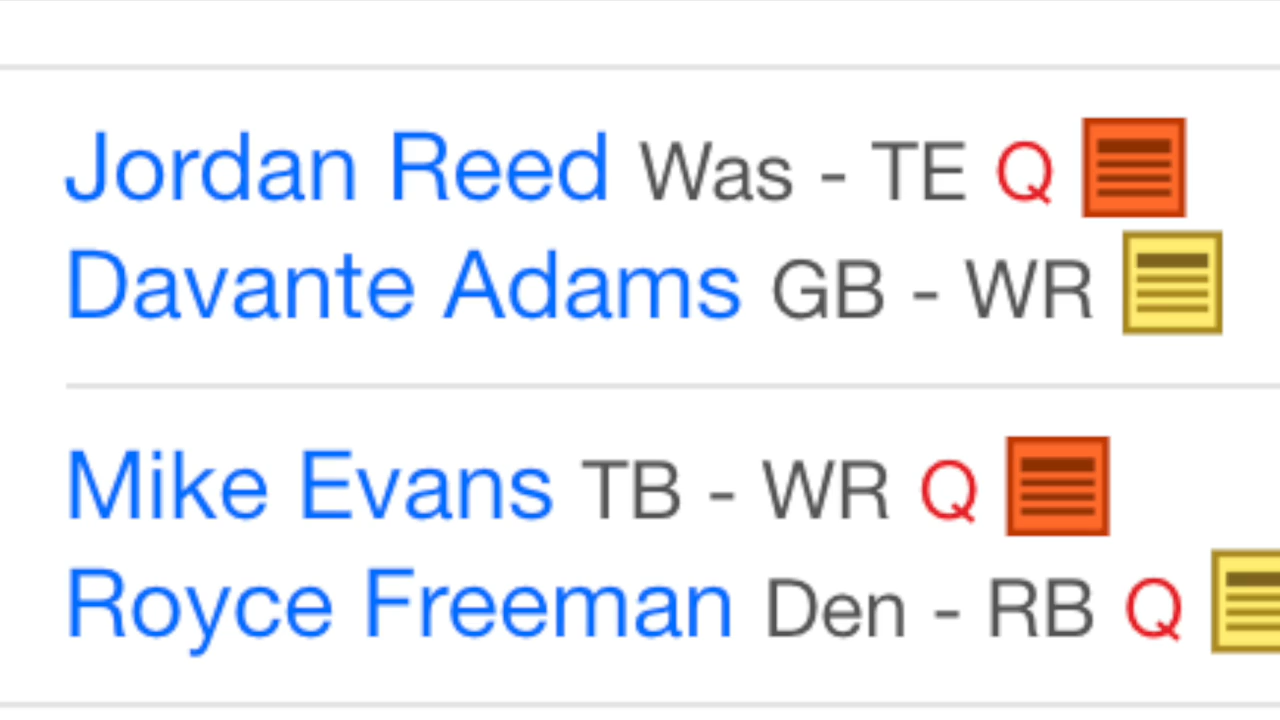 Jordan Reed Was - TE Q
Davante Adams GB - WR
Mike Evans TB - WR Q
Royce Freeman Den - RB Q